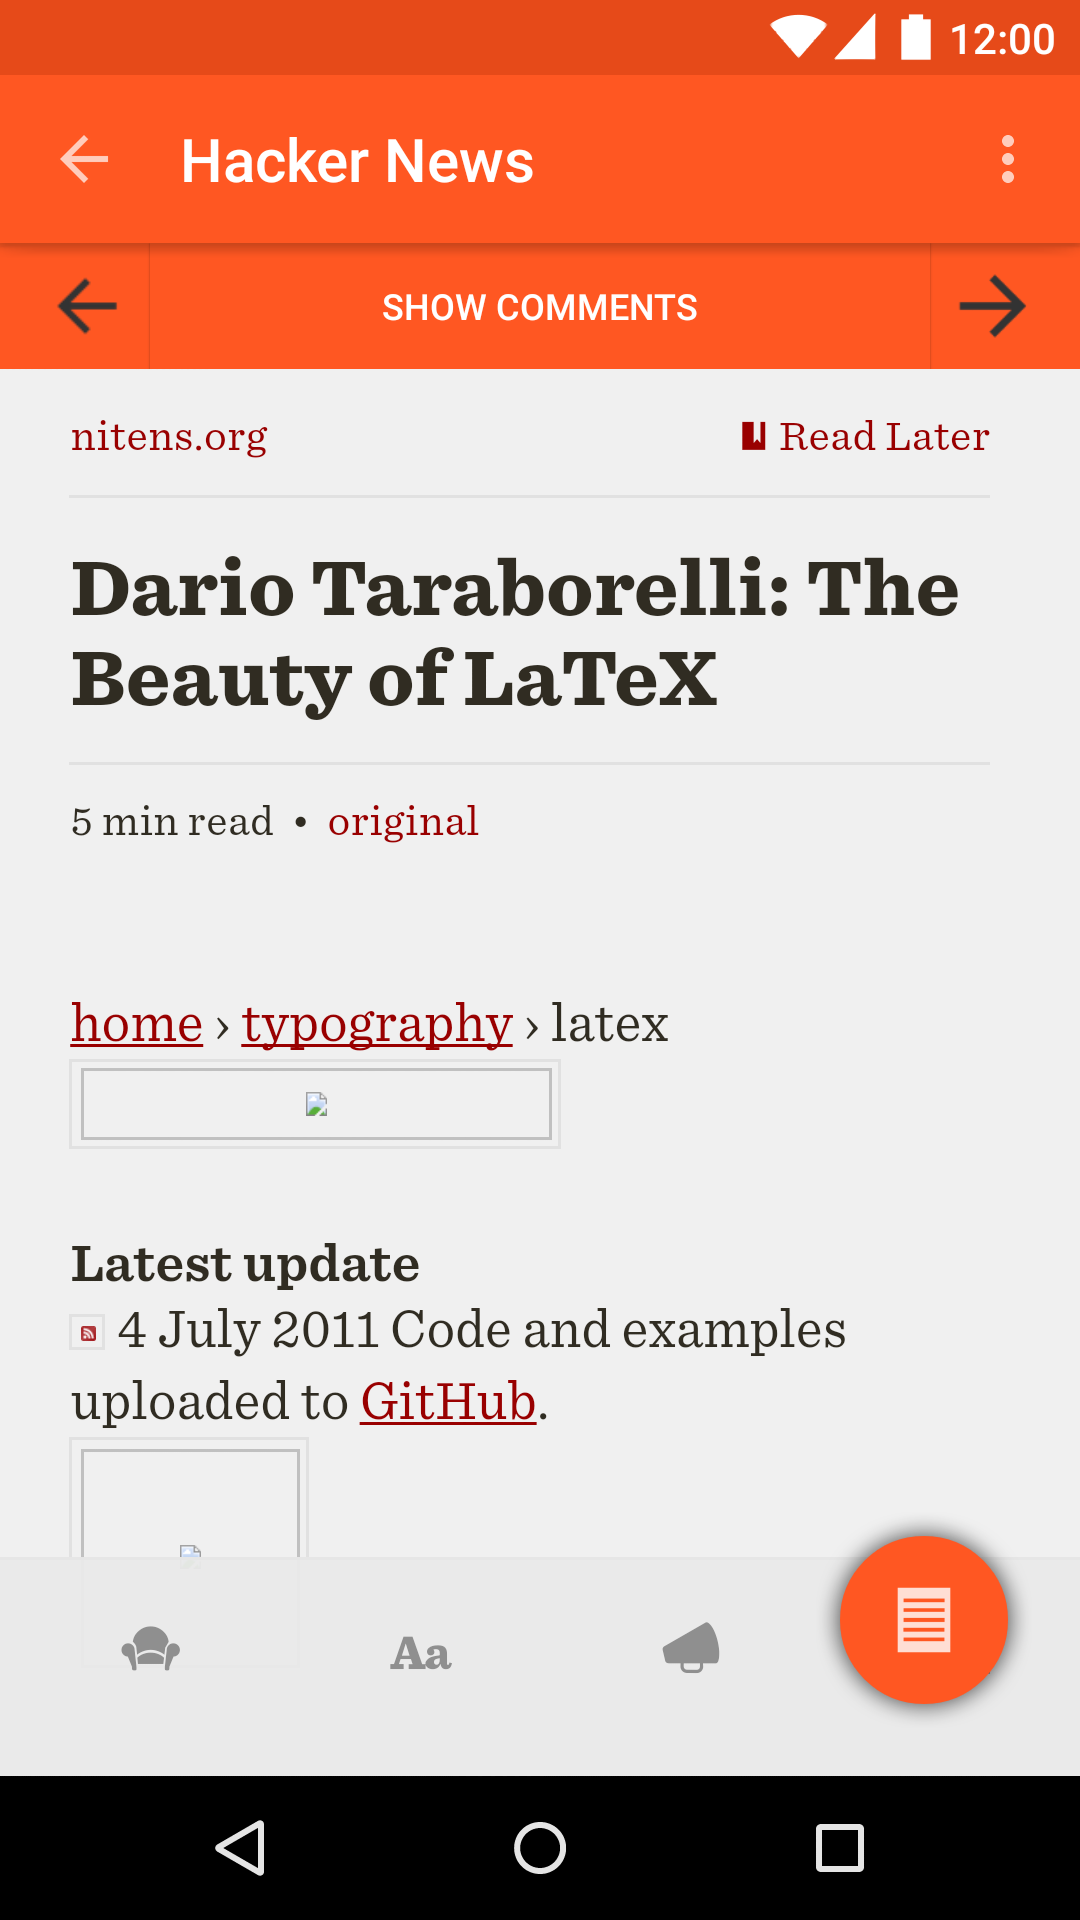 12:00
Hacker News
SHOW COMMENTS
nitens.org
Read Later
Dario Taraborelli: The
Beauty of LaTeX
5 min read • original
home › typography › latex
Latest update
4 July 2011 Code and examples
uploaded to GitHub.
Aa